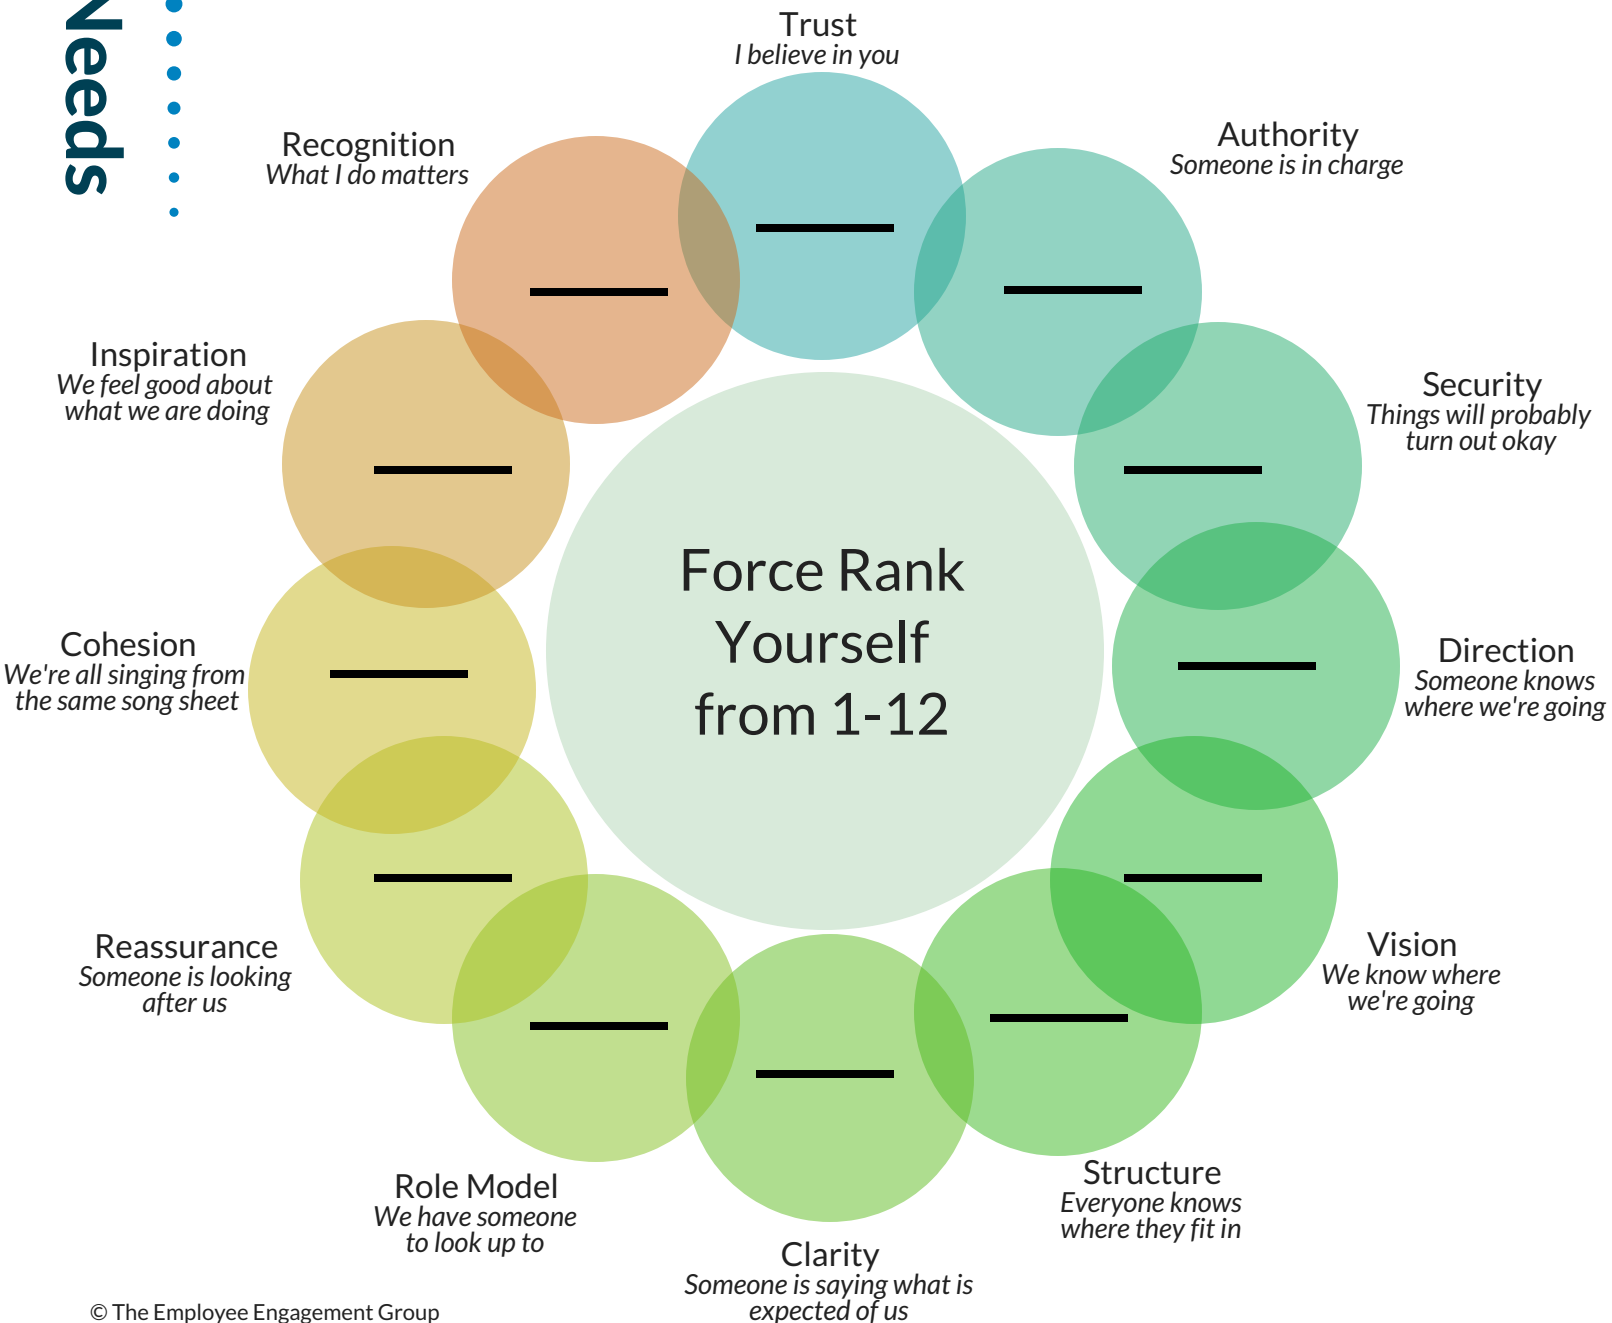 Needs
Trust
I believe in you
Authority
Someone is in charge
Security
Things will probably
turn out okay
Direction
Someone knows
where we're going
Vision
We know where
we're going
Structure
Everyone knows
where they fit in
Clarity
Someone is saying what is
expected of us
Role Model
We have someone
to look up to
Reassurance
Someone is looking
after us
Cohesion
We're all singing from
the same song sheet
Inspiration
We feel good about
what we are doing
Recognition
What I do matters
Force Rank
Yourself
from 1-12
© The Employee Engagement Group